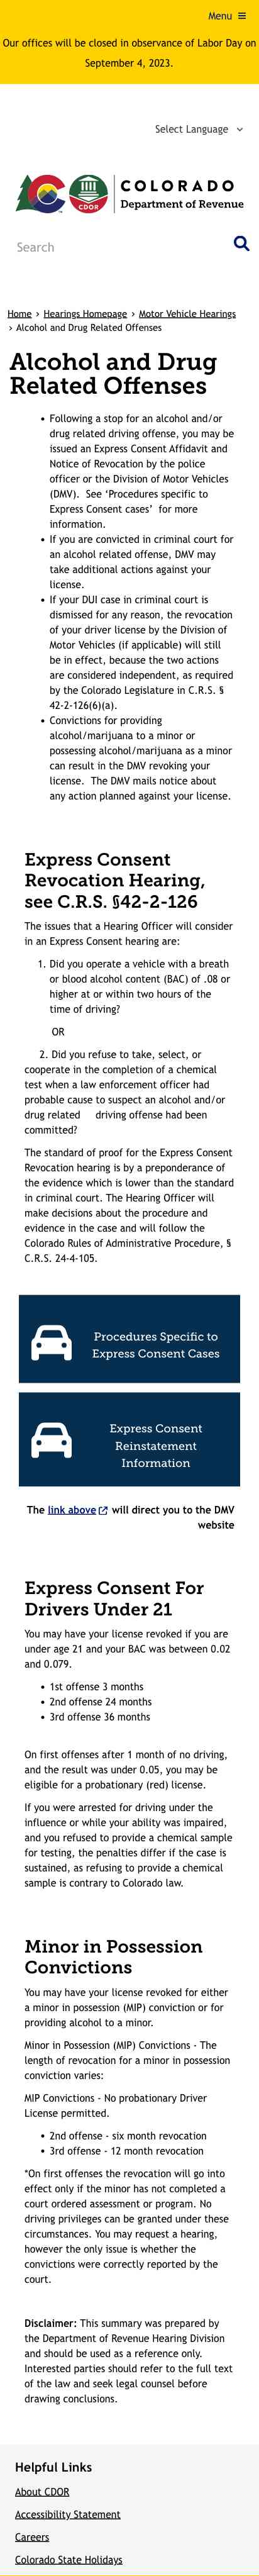 Menu ≡
Our offices will be closed in observance of Labor Day on
September 4, 2023.
Select Language
C
CDOR
COLORADO
Department of Revenue
Search
Home › Hearings Homepage › Motor Vehicle Hearings
› Alcohol and Drug Related Offenses
Alcohol and Drug
Related Offenses
• Following a stop for an alcohol and/or
drug related driving offense, you may be
issued an Express Consent Affidavit and
Notice of Revocation by the police
officer or the Division of Motor Vehicles
(DMV). See ‘Procedures specific to
Express Consent cases’ for more
information.
• If you are convicted in criminal court for
an alcohol related offense, DMV may
take additional actions against your
license.
• If your DUI case in criminal court is
dismissed for any reason, the revocation
of your driver license by the Division of
Motor Vehicles (if applicable) will still
be in effect, because the two actions
are considered independent, as required
by the Colorado Legislature in C.R.S. §
42-2-126(6)(a).
• Convictions for providing
alcohol/marijuana to a minor or
possessing alcohol/marijuana as a minor
can result in the DMV revoking your
license. The DMV mails notice about
any action planned against your license.
Express Consent
Revocation Hearing,
see C.R.S. §42-2-126
The issues that a Hearing Officer will consider
in an Express Consent hearing are:
1. Did you operate a vehicle with a breath
or blood alcohol content (BAC) of .08 or
higher at or within two hours of the
time of driving?
OR
2. Did you refuse to take, select, or
cooperate in the completion of a chemical
test when a law enforcement officer had
probable cause to suspect an alcohol and/or
drug related driving offense had been
committed?
The standard of proof for the Express Consent
Revocation hearing is by a preponderance of
the evidence which is lower than the standard
in criminal court. The Hearing Officer will
make decisions about the procedure and
evidence in the case and will follow the
Colorado Rules of Administrative Procedure, §
C.R.S. 24-4-105.
Procedures Specific to
Express Consent Cases
Express Consent
Reinstatement
Information
The link above will direct you to the DMV
website
Express Consent For
Drivers Under 21
You may have your license revoked if you are
under age 21 and your BAC was between 0.02
and 0.079.
• 1st offense 3 months
• 2nd offense 24 months
• 3rd offense 36 months
On first offenses after 1 month of no driving,
and the result was under 0.05, you may be
eligible for a probationary (red) license.
If you were arrested for driving under the
influence or while your ability was impaired,
and you refused to provide a chemical sample
for testing, the penalties differ if the case is
sustained, as refusing to provide a chemical
sample is contrary to Colorado law.
Minor in Possession
Convictions
You may have your license revoked for either
a minor in possession (MIP) conviction or for
providing alcohol to a minor.
Minor in Possession (MIP) Convictions - The
length of revocation for a minor in possession
conviction varies:
MIP Convictions - No probationary Driver
License permitted.
• 2nd offense - six month revocation
• 3rd offense - 12 month revocation
*On first offenses the revocation will go into
effect only if the minor has not completed a
court ordered assessment or program. No
driving privileges can be granted under these
circumstances. You may request a hearing,
however the only issue is whether the
convictions were correctly reported by the
court.
Disclaimer: This summary was prepared by
the Department of Revenue Hearing Division
and should be used as a reference only.
Interested parties should refer to the full text
of the law and seek legal counsel before
drawing conclusions.
Helpful Links
About CDOR
Accessibility Statement
Careers
Colorado State Holidays